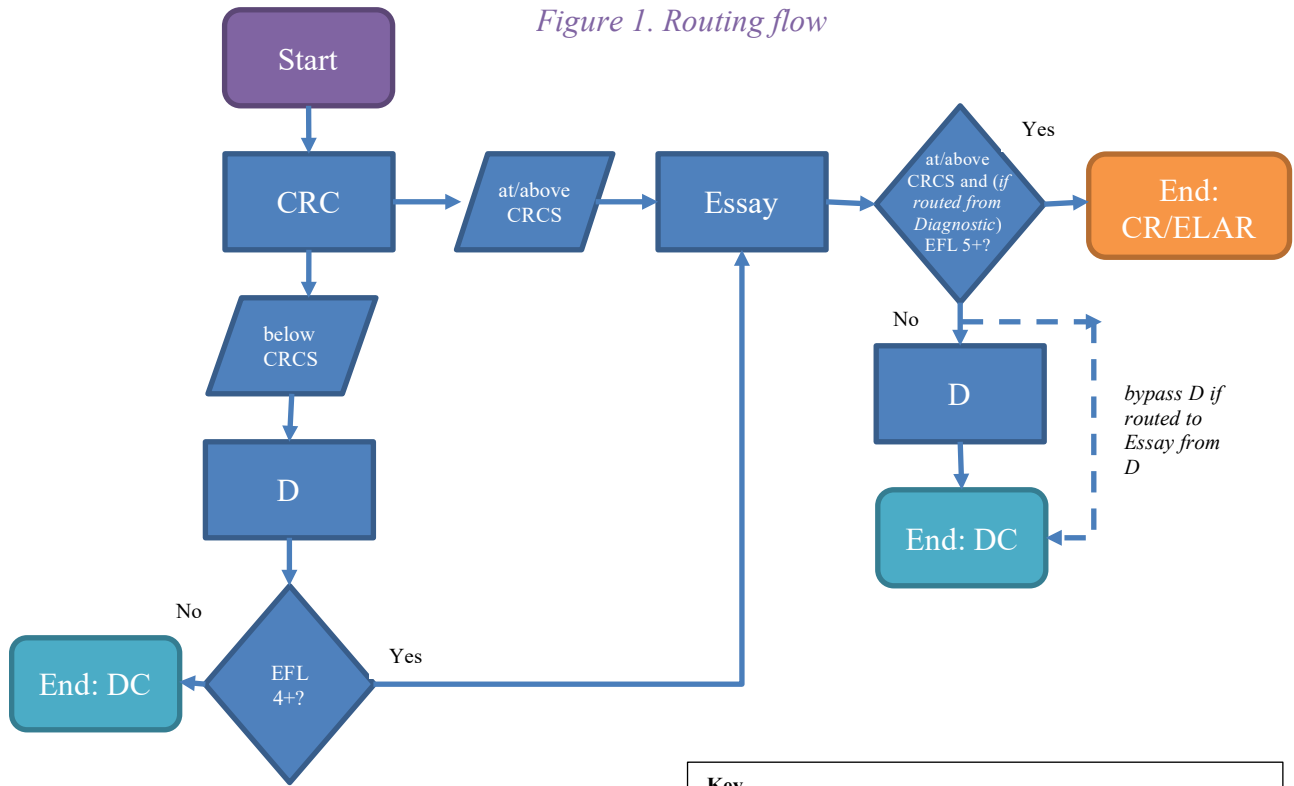 Figure 1. Routing flow
Start
CRC
at/above
CRCS
Essay
at/above
CRCS and (if
routed from
Diagnostic)
EFL 5+?
Yes
End:
CR/ELAR
No
below
CRCS
D
bypass D if
routed to
Essay from
D
D
End: DC
No
EFL
4+?
Yes
End: DC
Key